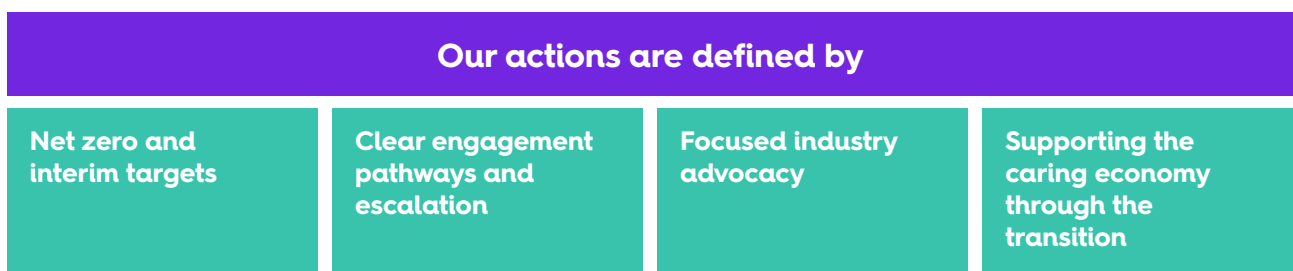 Our actions are defined by
Net zero and
interim targets
Clear engagement
pathways and
escalation
Focused industry
advocacy
Supporting the
caring economy
through the
transition